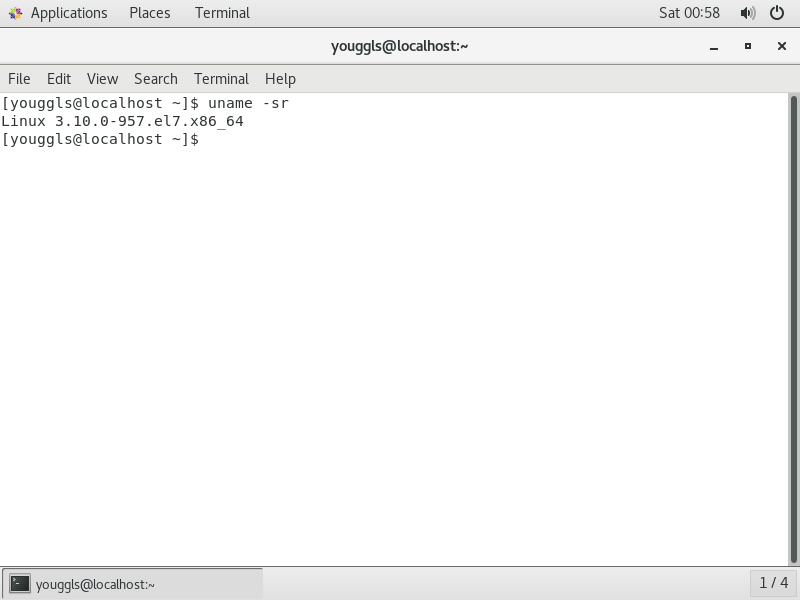 Applications Places Terminal Sat 00:58
youggls@localhost:~
File Edit View Search Terminal Help
[youggls@localhost ~]$ uname -sr
Linux 3.10.0-957.el7.x86_64
[youggls@localhost ~]$
youggls@localhost:~ 1 / 4